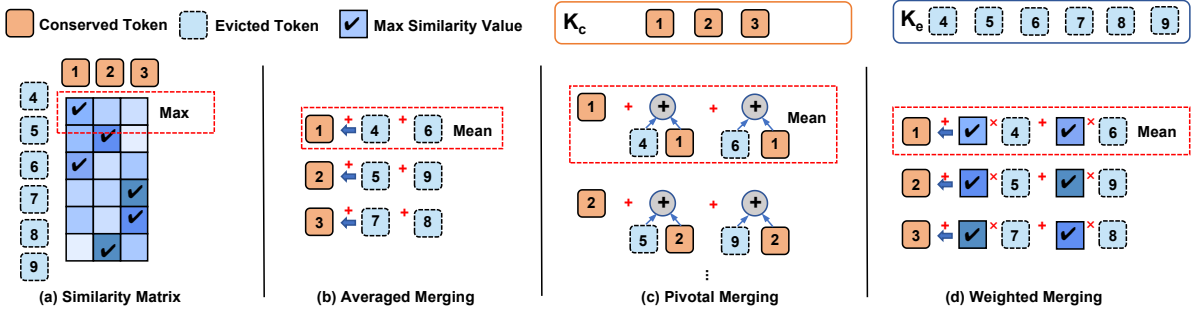 Conserved Token Evicted Token ✔ Max Similarity Value
K_c 1 2 3
K_e 4 5 6 7 8 9
1 2 3
4 ✔ Max
5 ✔
6 ✔
7 ✔
8 ✔
9 ✔
(a) Similarity Matrix
1 + 4 + 6 Mean
2 + 5 + 9
3 + 7 + 8
(b) Averaged Merging
1 + + + +
4 1 6 1 Mean
2 + + + +
5 2 9 2
...
(c) Pivotal Merging
1 + ✔ × 4 + ✔ × 6 Mean
2 + ✔ × 5 + ✔ × 9
3 + ✔ × 7 + ✔ × 8
(d) Weighted Merging